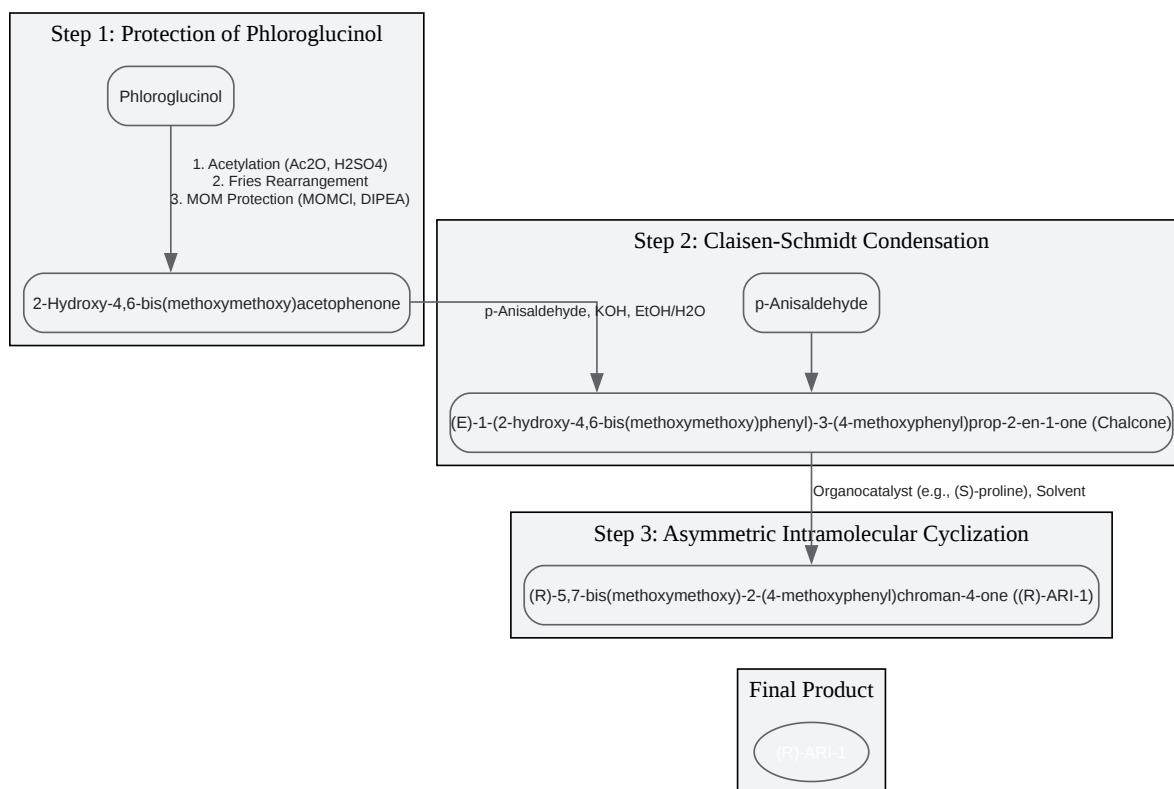 Step 1: Protection of Phloroglucinol
Phloroglucinol
1. Acetylation (Ac2O, H2SO4)
2. Fries Rearrangement
3. MOM Protection (MOMCl, DIPEA)
2-Hydroxy-4,6-bis(methoxymethoxy)acetophenone
Step 2: Claisen-Schmidt Condensation
p-Anisaldehyde, KOH, EtOH/H2O
p-Anisaldehyde
(E)-1-(2-hydroxy-4,6-bis(methoxymethoxy)phenyl)-3-(4-methoxyphenyl)prop-2-en-1-one (Chalcone)
Organocatalyst (e.g., (S)-proline), Solvent
Step 3: Asymmetric Intramolecular Cyclization
(R)-5,7-bis(methoxymethoxy)-2-(4-methoxyphenyl)chroman-4-one ((R)-ARI-1)
Final Product
(R)-ARI-1